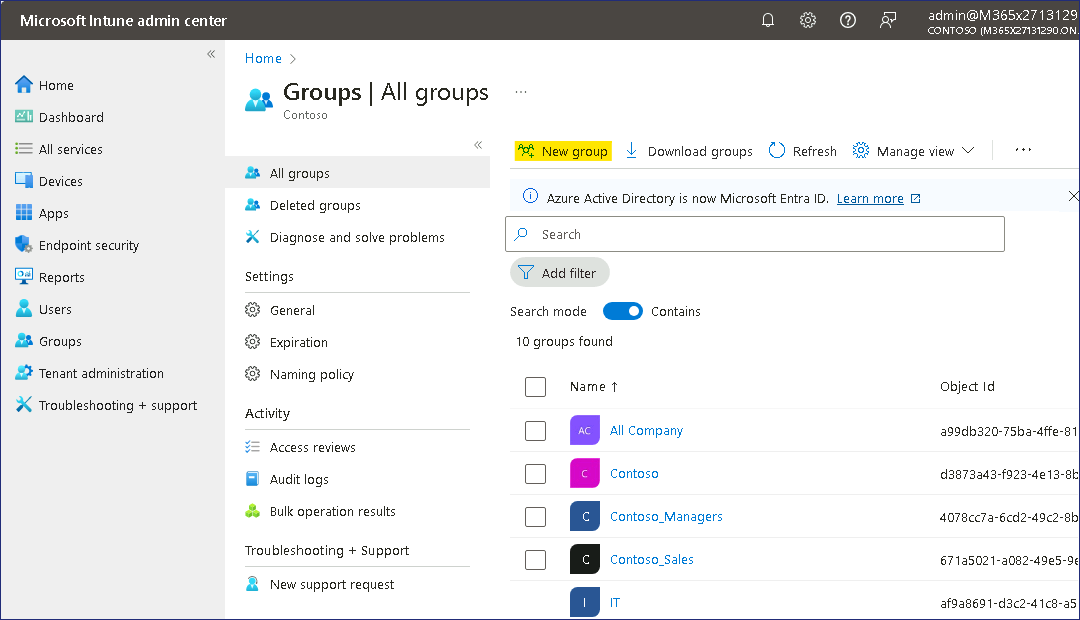 Microsoft Intune admin center
admin@M365x2713129
CONTOSO (M365X27131290.ON.
Home
Dashboard
All services
Devices
Apps
Endpoint security
Reports
Users
Groups
Tenant administration
Troubleshooting + support
Home
Groups | All groups
Contoso
All groups
Deleted groups
Diagnose and solve problems
Settings
General
Expiration
Naming policy
Activity
Access reviews
Audit logs
Bulk operation results
Troubleshooting + Support
New support request
New group Download groups Refresh Manage view
Azure Active Directory is now Microsoft Entra ID. Learn more
Search
Add filter
Search mode Contains
10 groups found
Name ↑ Object Id
AC All Company a99db320-75ba-4ffe-81
C Contoso d3873a43-f923-4e13-8b
C Contoso_Managers 4078cc7a-6cd2-49c2-8b
C Contoso_Sales 671a5021-a082-49e5-9e
I IT af9a8691-d3c2-41c8-a5